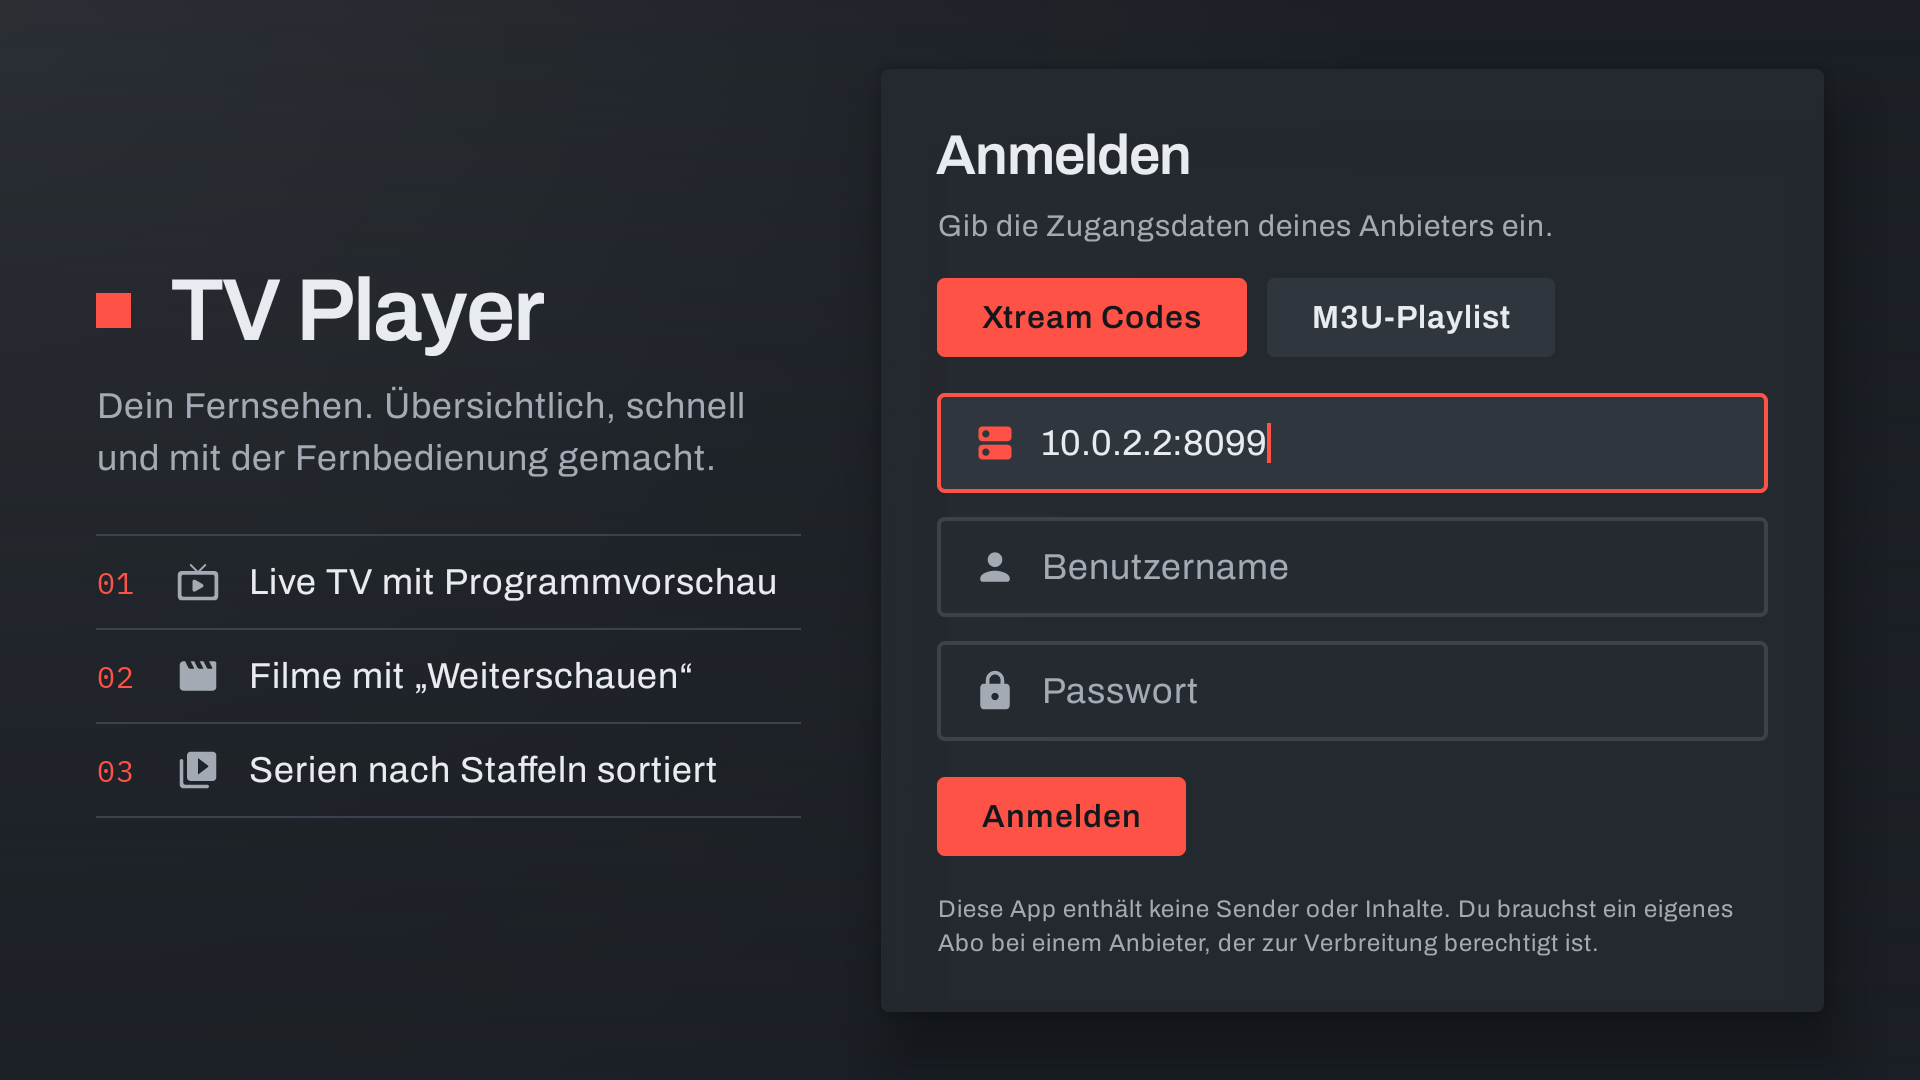 TV Player
Dein Fernsehen. Übersichtlich, schnell
und mit der Fernbedienung gemacht.
01 Live TV mit Programmvorschau
02 Filme mit „Weiterschauen“
03 Serien nach Staffeln sortiert
Anmelden
Gib die Zugangsdaten deines Anbieters ein.
Xtream Codes M3U-Playlist
10.0.2.2:8099
Benutzername
Passwort
Anmelden
Diese App enthält keine Sender oder Inhalte. Du brauchst ein eigenes
Abo bei einem Anbieter, der zur Verbreitung berechtigt ist.